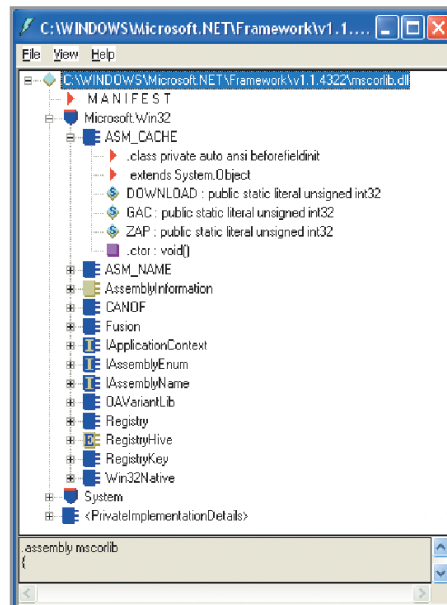 C:\WINDOWS\Microsoft.NET\Framework\v1.1....
File View Help
C:\WINDOWS\Microsoft.NET\Framework\v1.1.4322\mscorlib.dll
M A N I F E S T
Microsoft.Win32
ASM_CACHE
.class private auto ansi beforefieldinit
extends System.Object
DOWNLOAD : public static literal unsigned int32
GAC : public static literal unsigned int32
ZAP : public static literal unsigned int32
.ctor : void()
ASM_NAME
AssemblyInformation
CANOF
Fusion
I IApplicationContext
I IAssemblyEnum
I IAssemblyName
OAVariantLib
Registry
E RegistryHive
RegistryKey
Win32Native
System
<PrivateImplementationDetails>
.assembly mscorlib
{